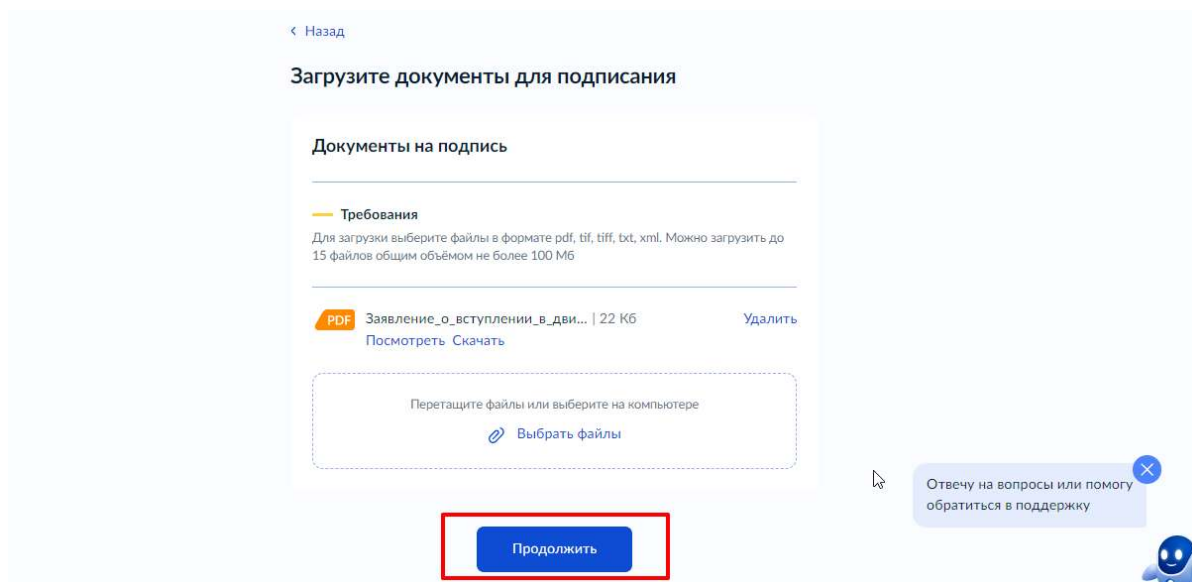 Назад
Загрузите документы для подписания
Документы на подпись
Требования
Для загрузки выберите файлы в формате pdf, tif, tiff, txt, xml. Можно загрузить до
15 файлов общим объёмом не более 100 Мб
PDF Заявление_о_вступлении_в_дви... | 22 Кб Удалить
Посмотреть Скачать
Перетащите файлы или выберите на компьютере
Выбрать файлы
Отвечу на вопросы или помогу
обратиться в поддержку
Продолжить